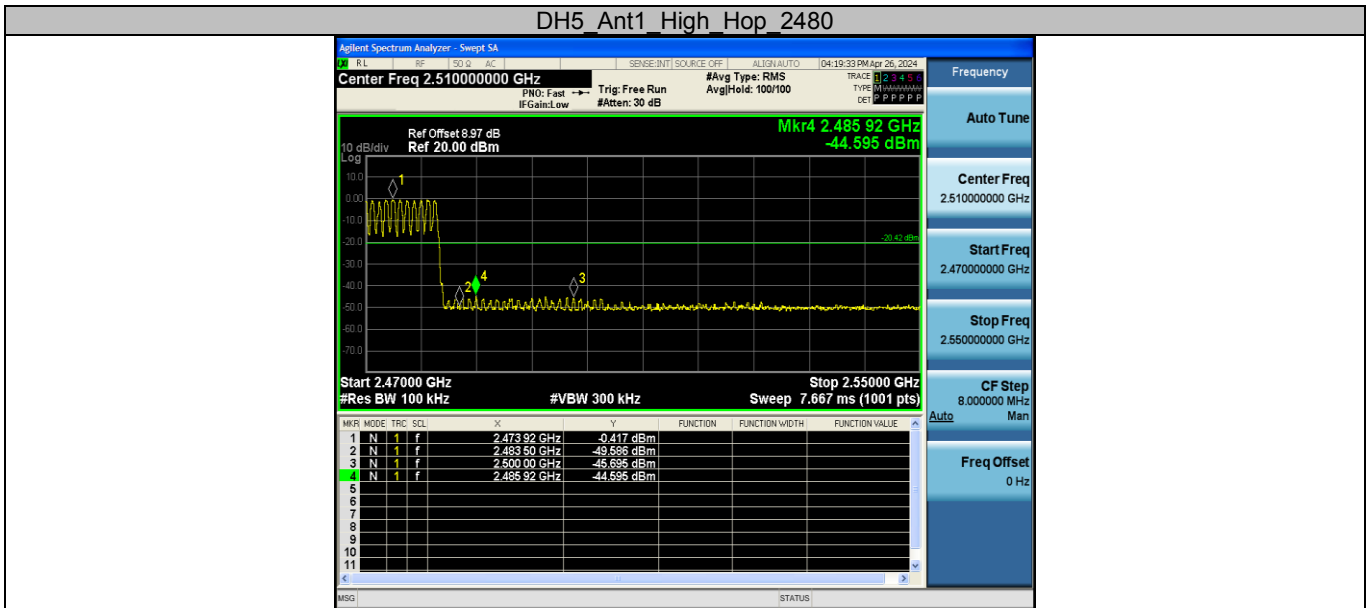 DH5_Ant1_High_Hop_2480
Agilent Spectrum Analyzer - Swept SA
RL RF 50 Ω AC SENSE:INT SOURCE OFF ALIGN AUTO 04:19:33 PM Apr 26, 2024
Center Freq 2.510000000 GHz
PNO: Fast
IFGain:Low
Trig: Free Run
#Atten: 30 dB
#Avg Type: RMS
Avg|Hold: 100/100
TRACE 1 2 3 4 5 6
TYPE M
DET P P P P P P
Frequency
Mkr4 2.485 92 GHz
-44.595 dBm
Ref Offset 8.97 dB
10 dB/div Ref 20.00 dBm
Log
10.0
0.00
-10.0
-20.0
-30.0
-40.0
-50.0
-60.0
-70.0
-20.42 dBm
1
2
4
3
Start 2.47000 GHz Stop 2.55000 GHz
#Res BW 100 kHz #VBW 300 kHz Sweep 7.667 ms (1001 pts)
MKR MODE TRC SCL X Y FUNCTION FUNCTION WIDTH FUNCTION VALUE
1 N 1 f 2.473 92 GHz -0.417 dBm
2 N 1 f 2.483 50 GHz -49.586 dBm
3 N 1 f 2.500 00 GHz -45.695 dBm
4 N 1 f 2.485 92 GHz -44.595 dBm
5
6
7
8
9
10
11
MSG STATUS
Auto Tune
Center Freq
2.510000000 GHz
Start Freq
2.470000000 GHz
Stop Freq
2.550000000 GHz
CF Step
8.000000 MHz
Auto Man
Freq Offset
0 Hz